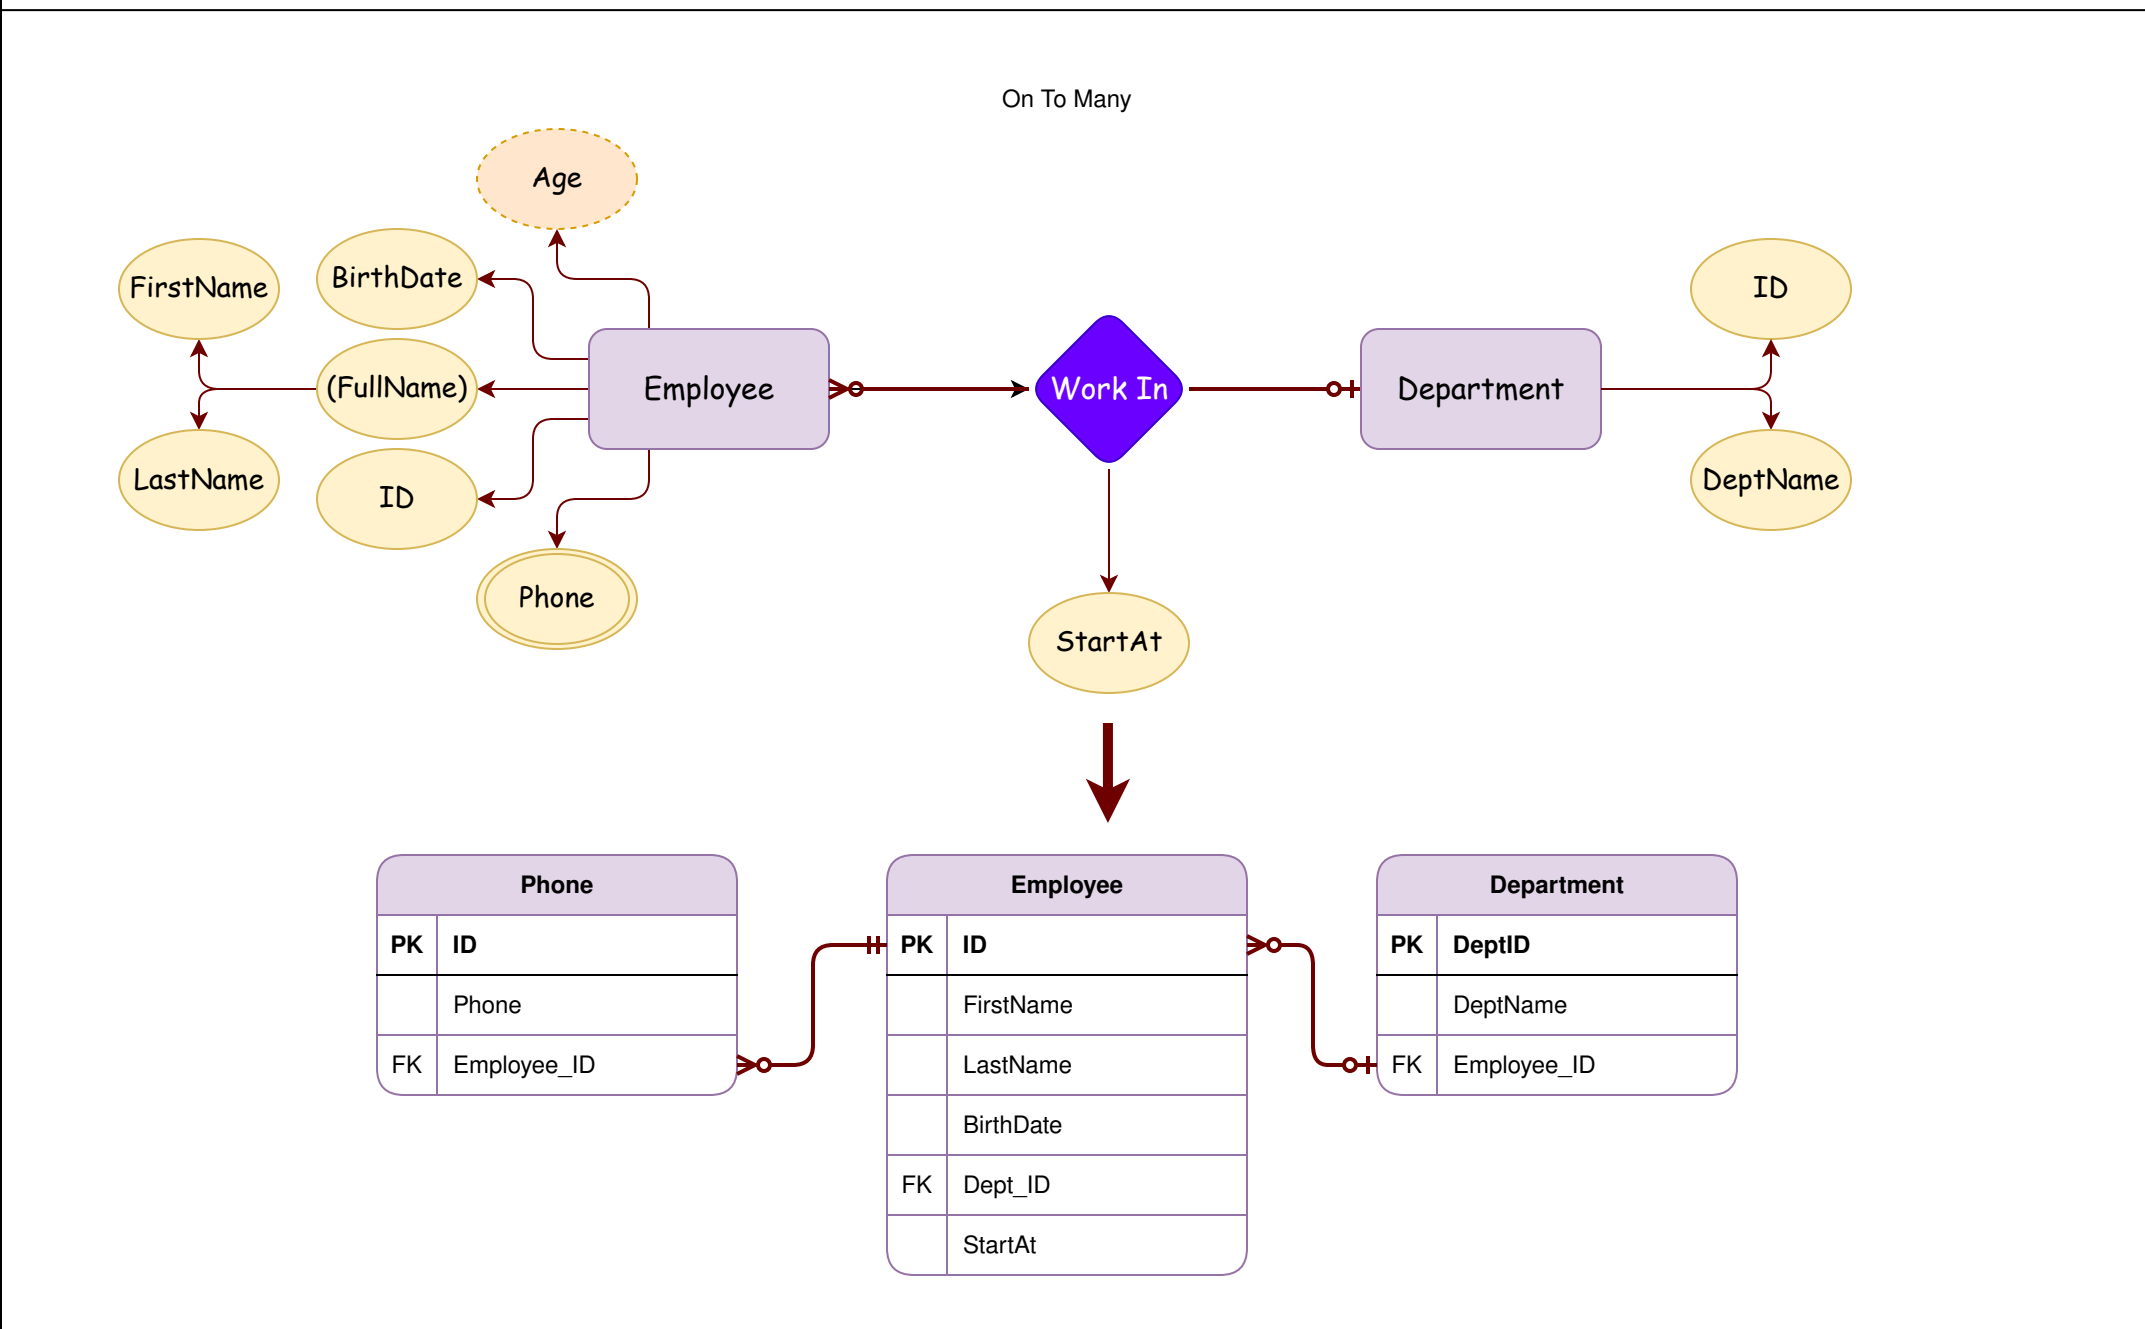 On To Many
Age
FirstName
BirthDate
(FullName)
LastName
ID
Phone
Employee
Work In
StartAt
Department
ID
DeptName
Phone
PK ID
Phone
FK Employee_ID
Employee
PK ID
FirstName
LastName
BirthDate
FK Dept_ID
StartAt
Department
PK DeptID
DeptName
FK Employee_ID